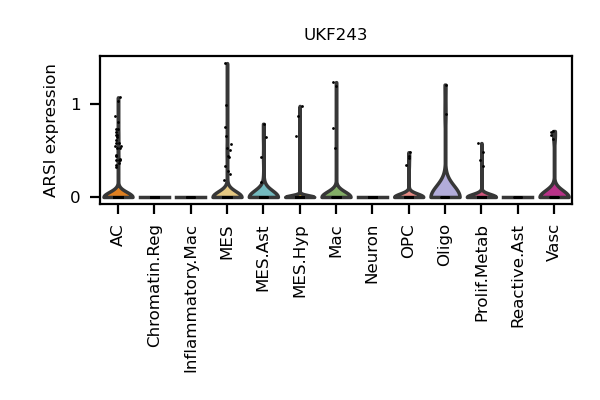 UKF243
ARSI expression
1
0
AC
Chromatin.Reg
Inflammatory.Mac
MES
MES.Ast
MES.Hyp
Mac
Neuron
OPC
Oligo
Prolif.Metab
Reactive.Ast
Vasc